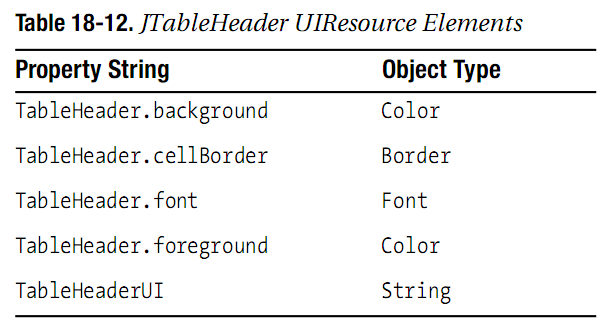 Table 18-12. JTableHeader UIResource Elements
Property String Object Type
TableHeader.background Color
TableHeader.cellBorder Border
TableHeader.font Font
TableHeader.foreground Color
TableHeaderUI String